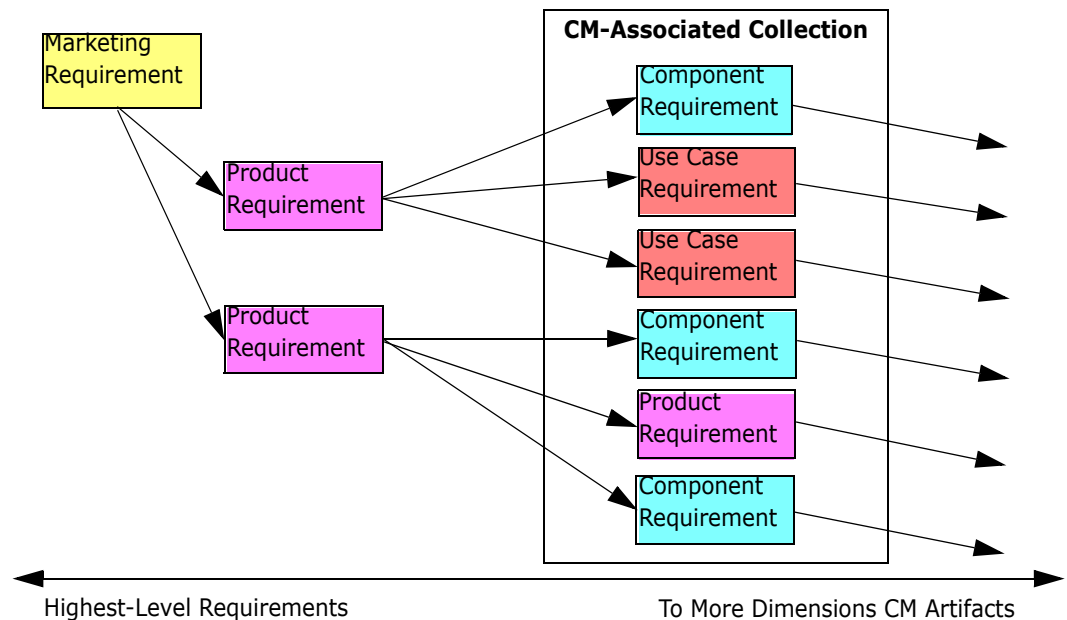 CM-Associated Collection
Marketing
Requirement
Product
Requirement
Product
Requirement
Component
Requirement
Use Case
Requirement
Use Case
Requirement
Component
Requirement
Product
Requirement
Component
Requirement
Highest-Level Requirements
To More Dimensions CM Artifacts